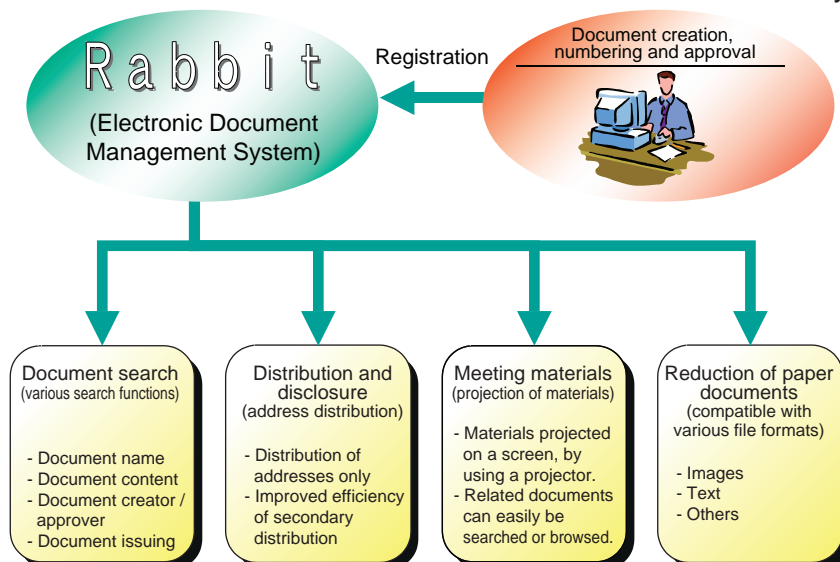 Rabbit
(Electronic Document
Management System)
Registration
Document creation,
numbering and approval
Document search
(various search functions)
- Document name
- Document content
- Document creator /
approver
- Document issuing
Distribution and
disclosure
(address distribution)
- Distribution of
addresses only
- Improved efficiency
of secondary
distribution
Meeting materials
(projection of materials)
- Materials projected
on a screen, by
using a projector.
- Related documents
can easily be
searched or browsed.
Reduction of paper
documents
(compatible with
various file formats)
- Images
- Text
- Others